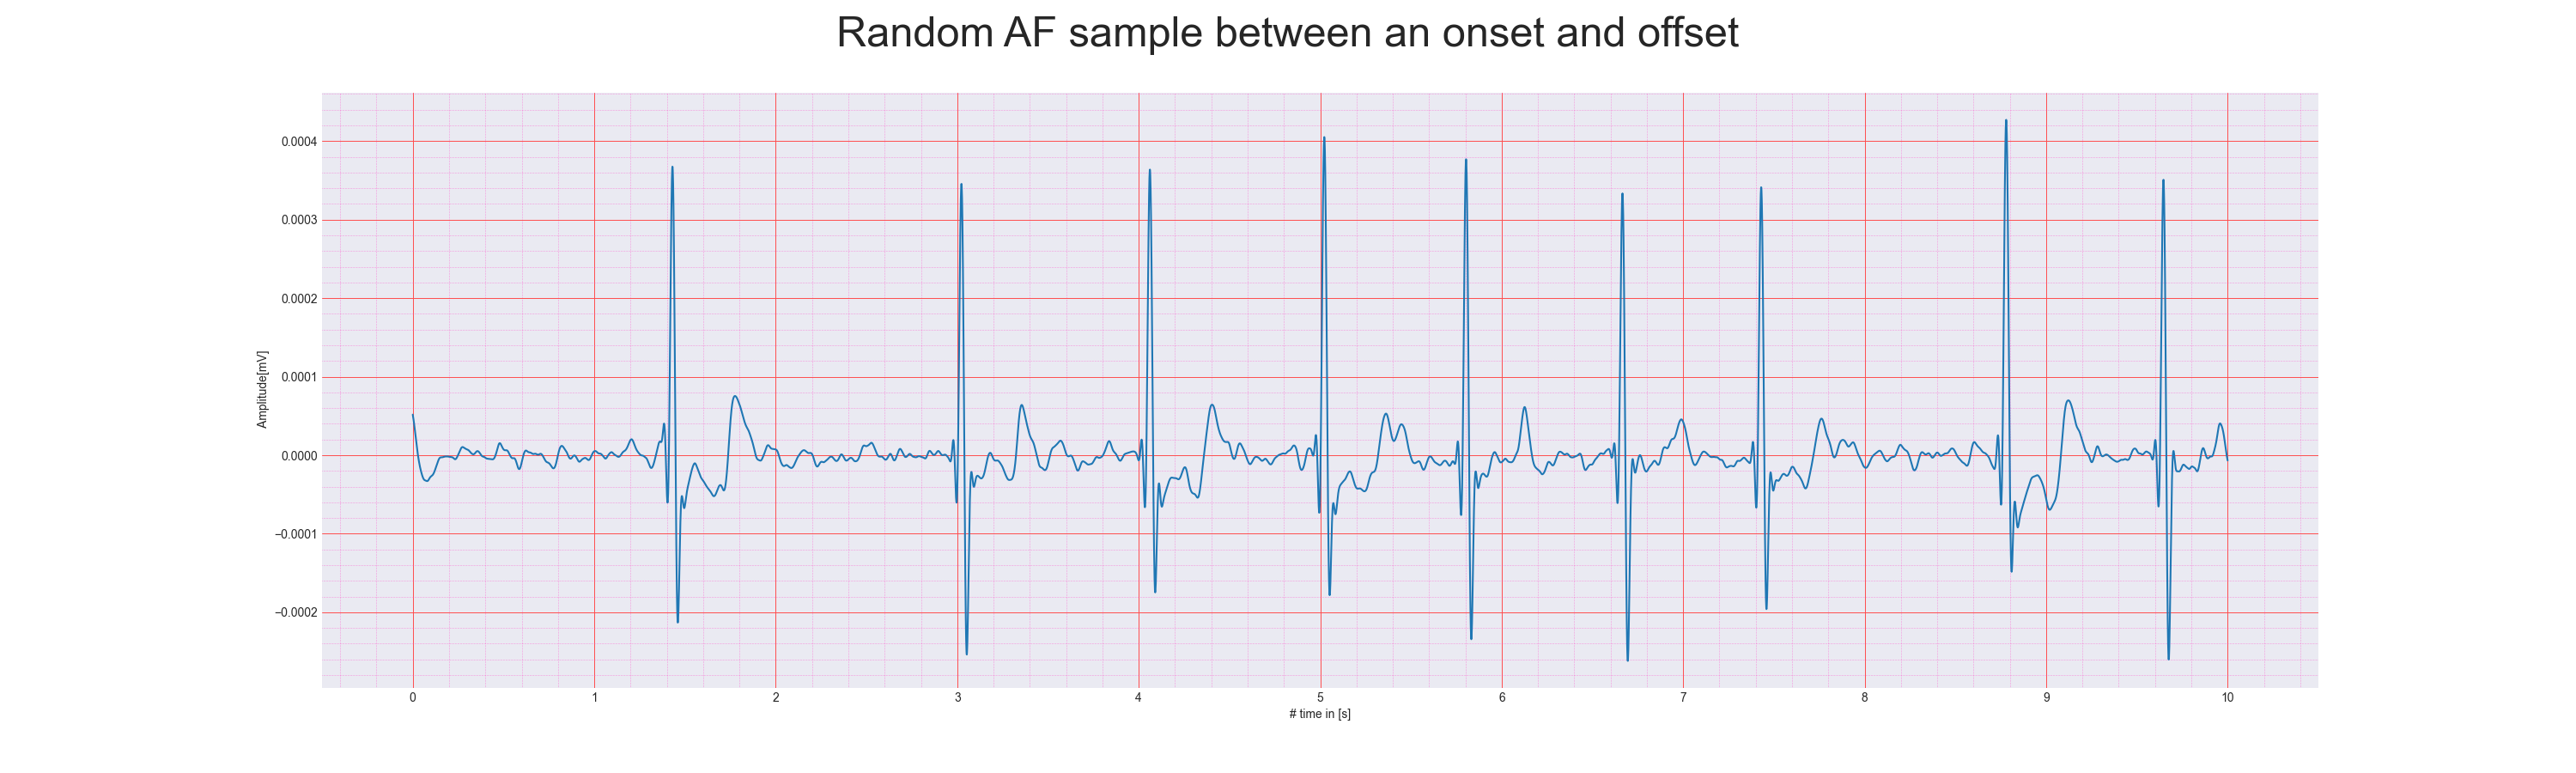 Random AF sample between an onset and offset
0.0004
0.0003
0.0002
0.0001
0.0000
−0.0001
−0.0002
Amplitude[mV]
0 1 2 3 4 5 6 7 8 9 10
# time in [s]